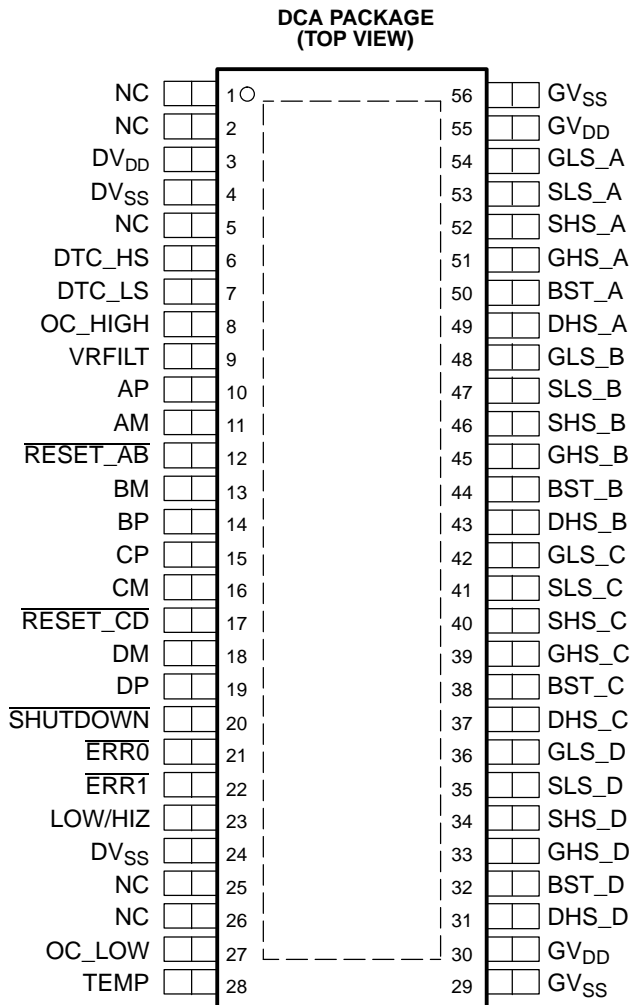 DCA PACKAGE
(TOP VIEW)
NC 1 56 GVSS
NC 2 55 GVDD
DVDD 3 54 GLS_A
DVSS 4 53 SLS_A
NC 5 52 SHS_A
DTC_HS 6 51 GHS_A
DTC_LS 7 50 BST_A
OC_HIGH 8 49 DHS_A
VRFILT 9 48 GLS_B
AP 10 47 SLS_B
AM 11 46 SHS_B
RESET_AB 12 45 GHS_B
BM 13 44 BST_B
BP 14 43 DHS_B
CP 15 42 GLS_C
CM 16 41 SLS_C
RESET_CD 17 40 SHS_C
DM 18 39 GHS_C
DP 19 38 BST_C
SHUTDOWN 20 37 DHS_C
ERR0 21 36 GLS_D
ERR1 22 35 SLS_D
LOW/HIZ 23 34 SHS_D
DVSS 24 33 GHS_D
NC 25 32 BST_D
NC 26 31 DHS_D
OC_LOW 27 30 GVDD
TEMP 28 29 GVSS